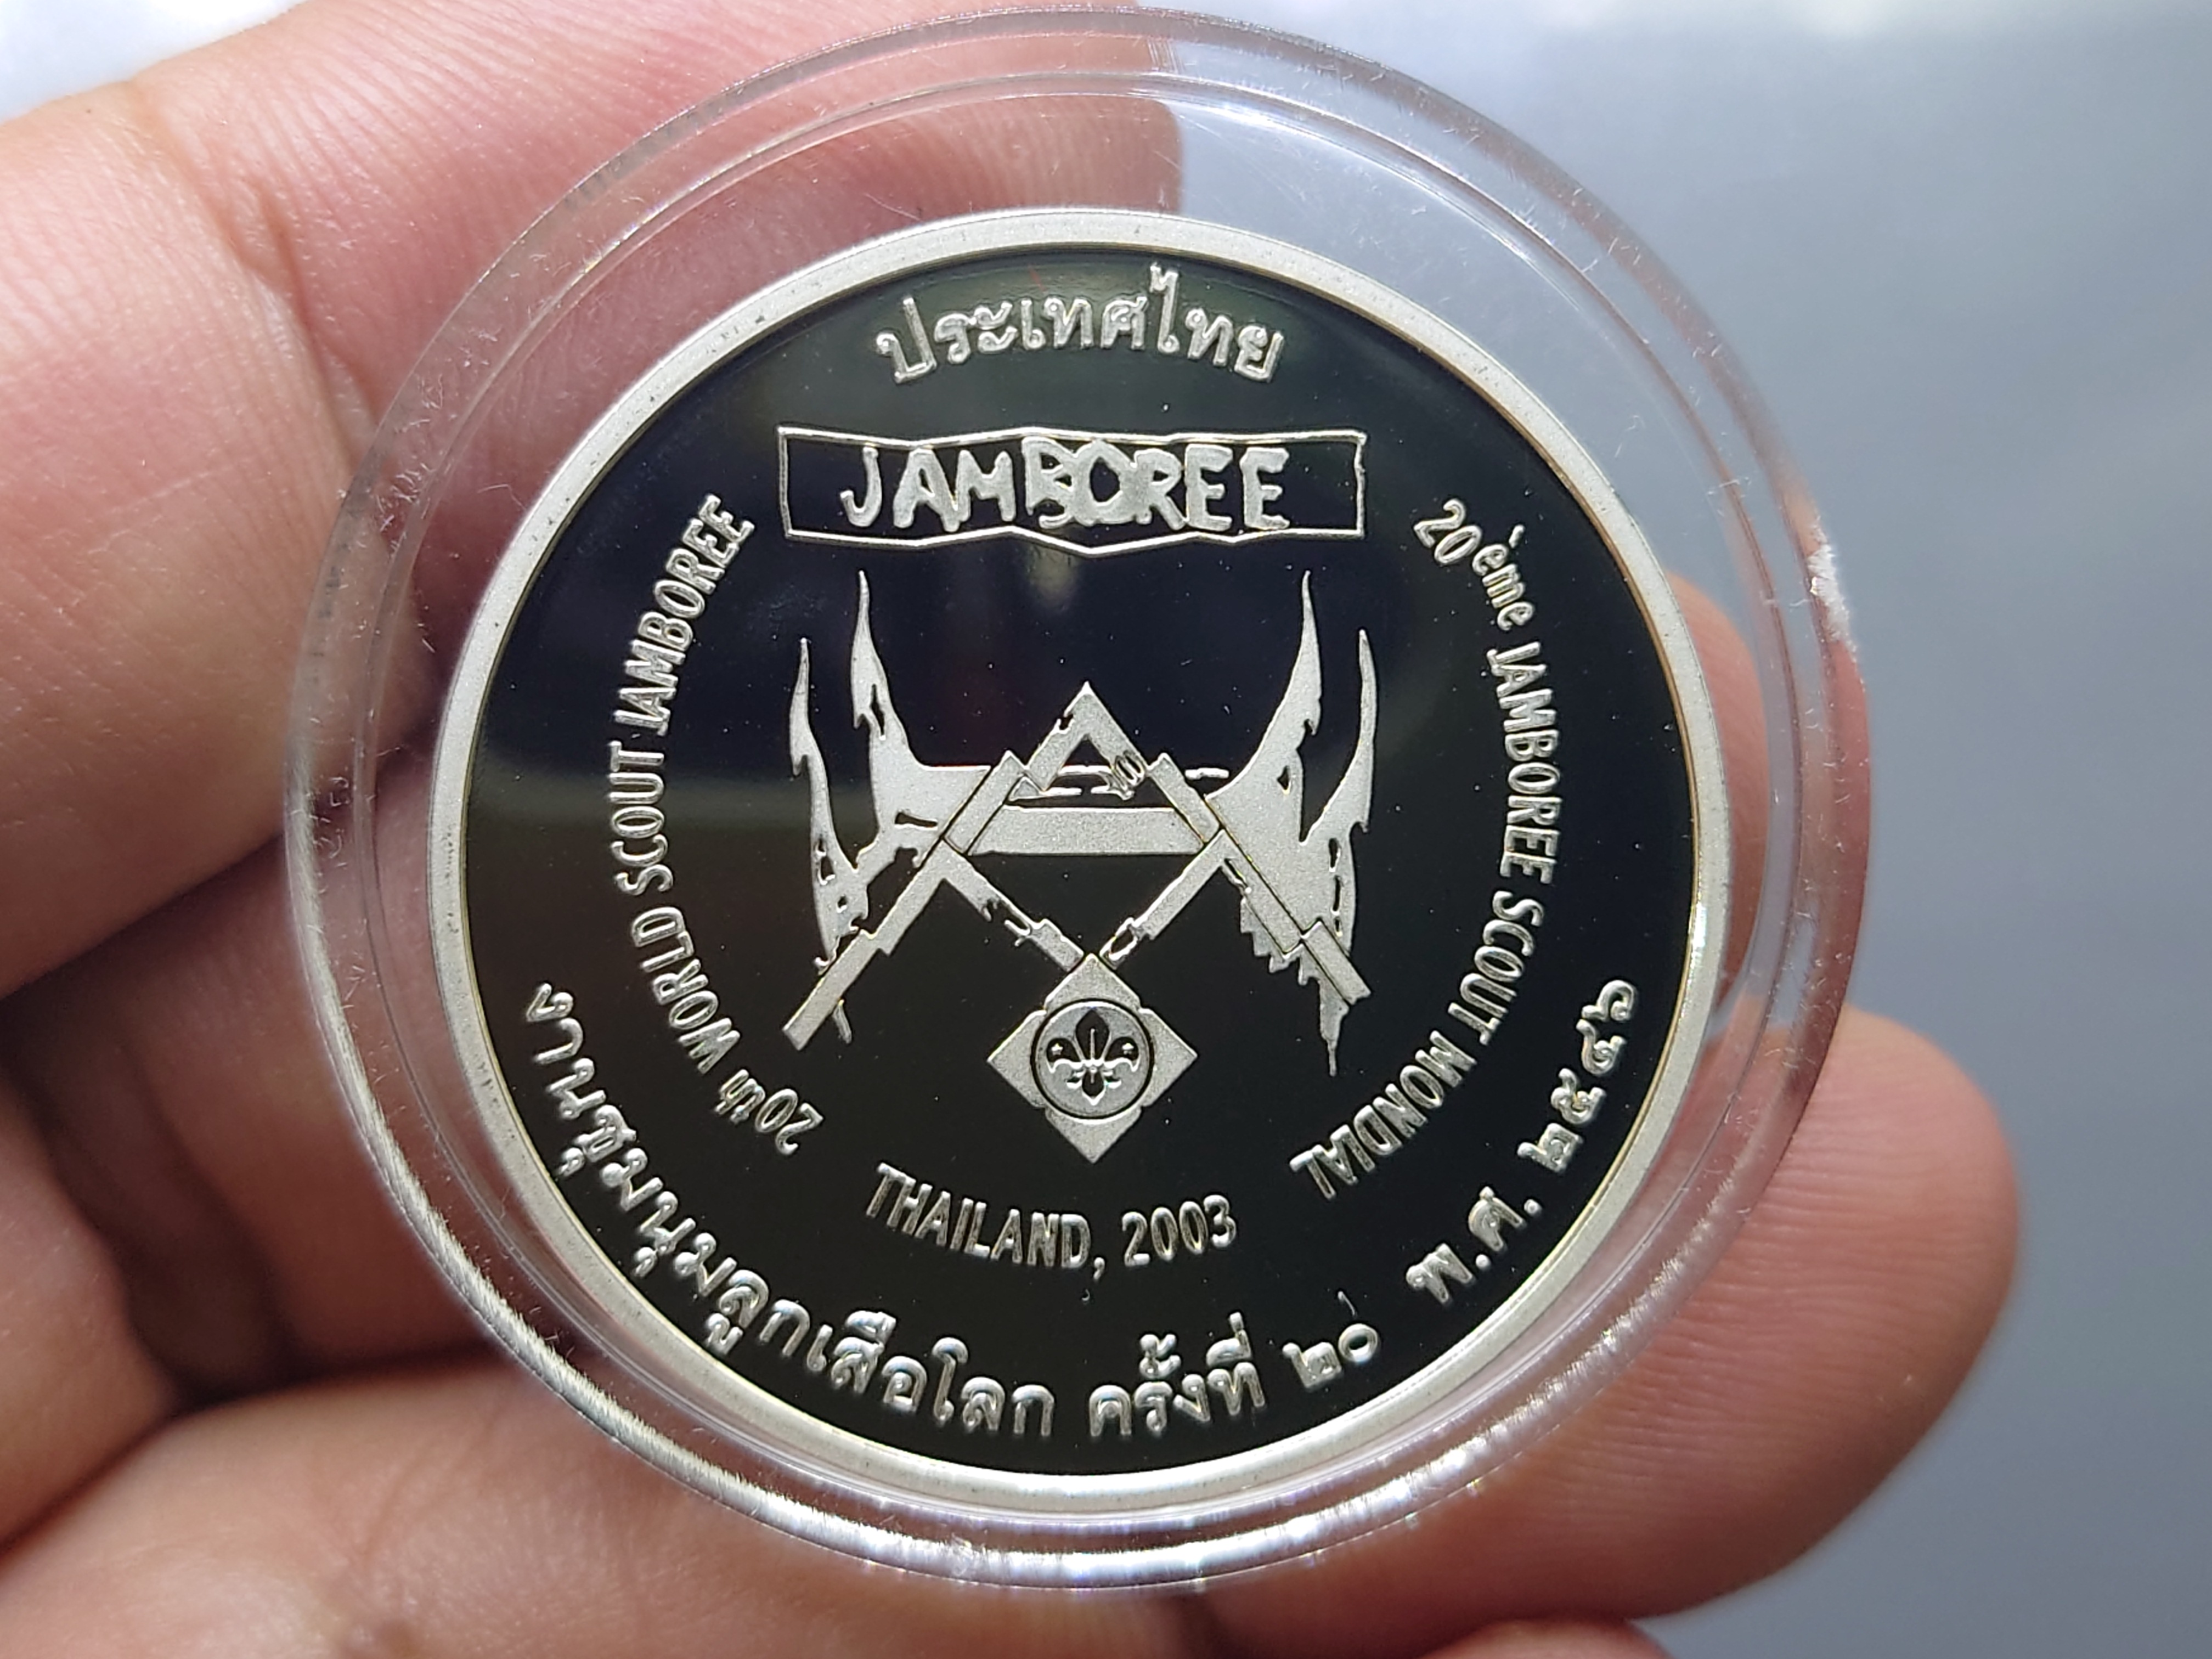 ประเทศไทย
JAMBOREE
20th WORLD SCOUT JAMBOREE
20ème JAMBOREE SCOUT MONDIAL
THAILAND, 2003
งานชุมนุมลูกเสือโลก ครั้งที่ ๒๐ พ.ศ. ๒๕๔๖